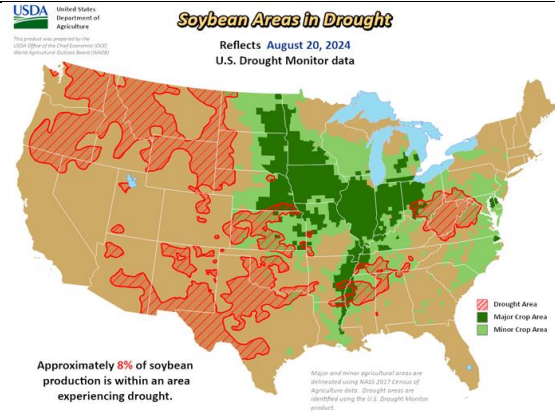 USDA
United States
Department of
Agriculture
This product was prepared by the
USDA Office of the Chief Economist (OCE)
World Agricultural Outlook Board (WAOB)
Soybean Areas in Drought
Reflects August 20, 2024
U.S. Drought Monitor data
Drought Area
Major Crop Area
Minor Crop Area
Approximately 8% of soybean
production is within an area
experiencing drought.
Major and minor agricultural areas are
delineated using NASS 2017 Census of
Agriculture data. Drought areas are
identified using the U.S. Drought Monitor
product.